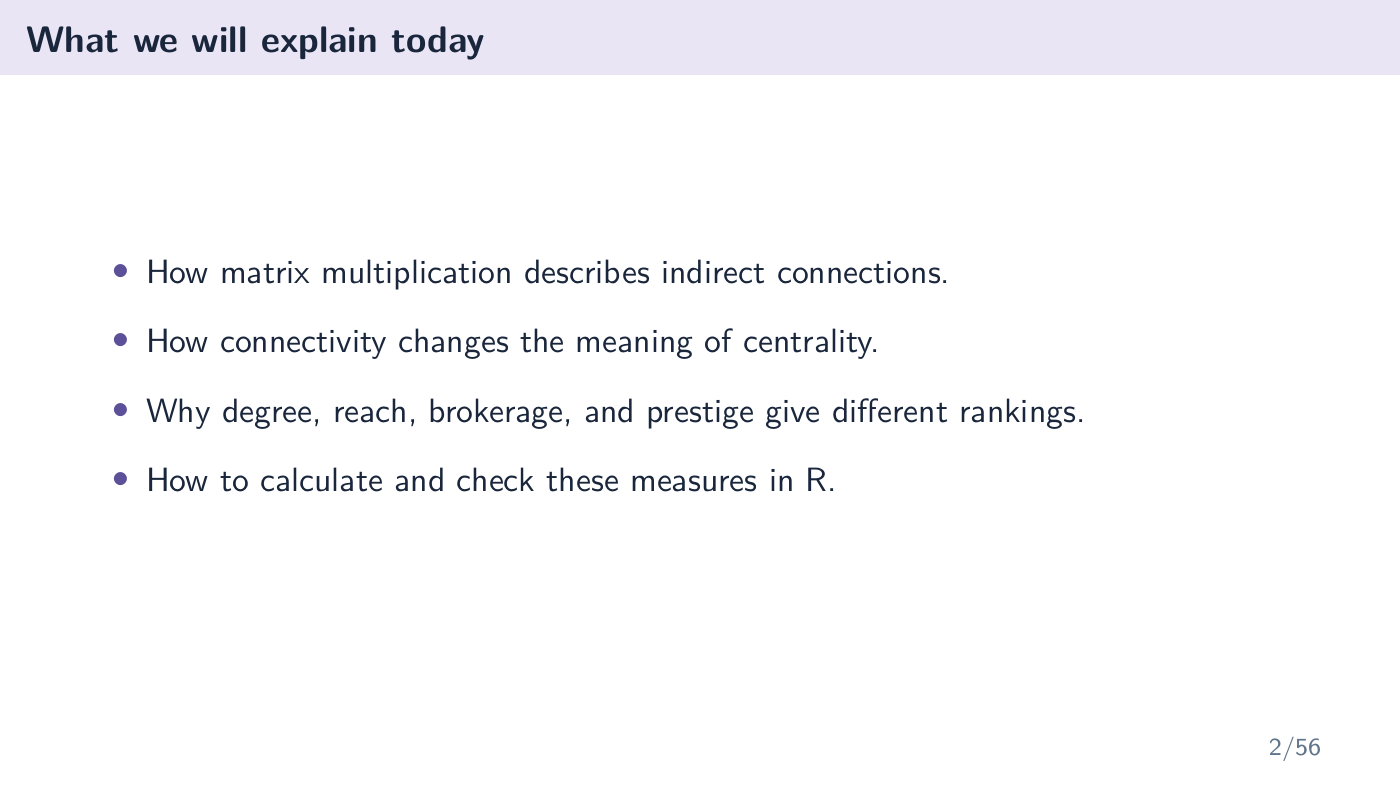 What we will explain today
• How matrix multiplication describes indirect connections.
• How connectivity changes the meaning of centrality.
• Why degree, reach, brokerage, and prestige give different rankings.
• How to calculate and check these measures in R.
2/56